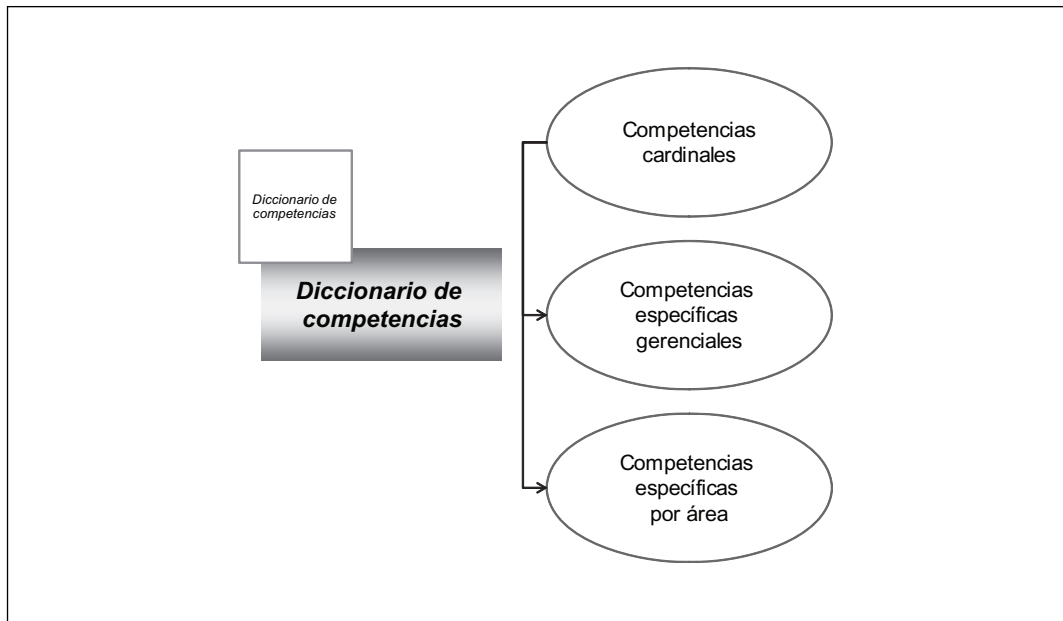 Diccionario de
competencias
Diccionario de
competencias
Competencias
cardinales
Competencias
específicas
gerenciales
Competencias
específicas
por área